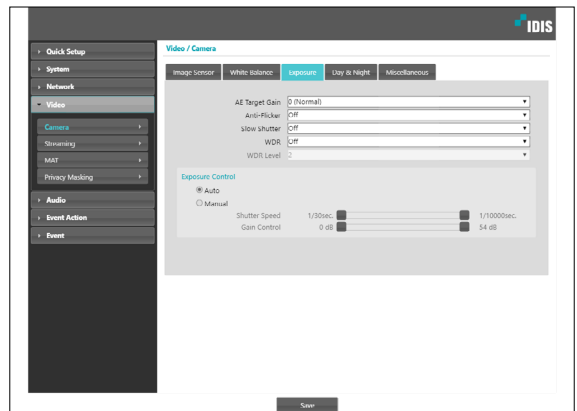 IDIS
Quick Setup
System
Network
Video
Camera
Streaming
MAT
Privacy Masking
Audio
Event Action
Event
Video / Camera
Image Sensor White Balance Exposure Day & Night Miscellaneous
AE Target Gain 0 (Normal)
Anti-Flicker Off
Slow Shutter Off
WDR Off
WDR Level 2
Exposure Control
Auto
Manual
Shutter Speed 1/30sec. 1/10000sec.
Gain Control 0 dB 54 dB
Save